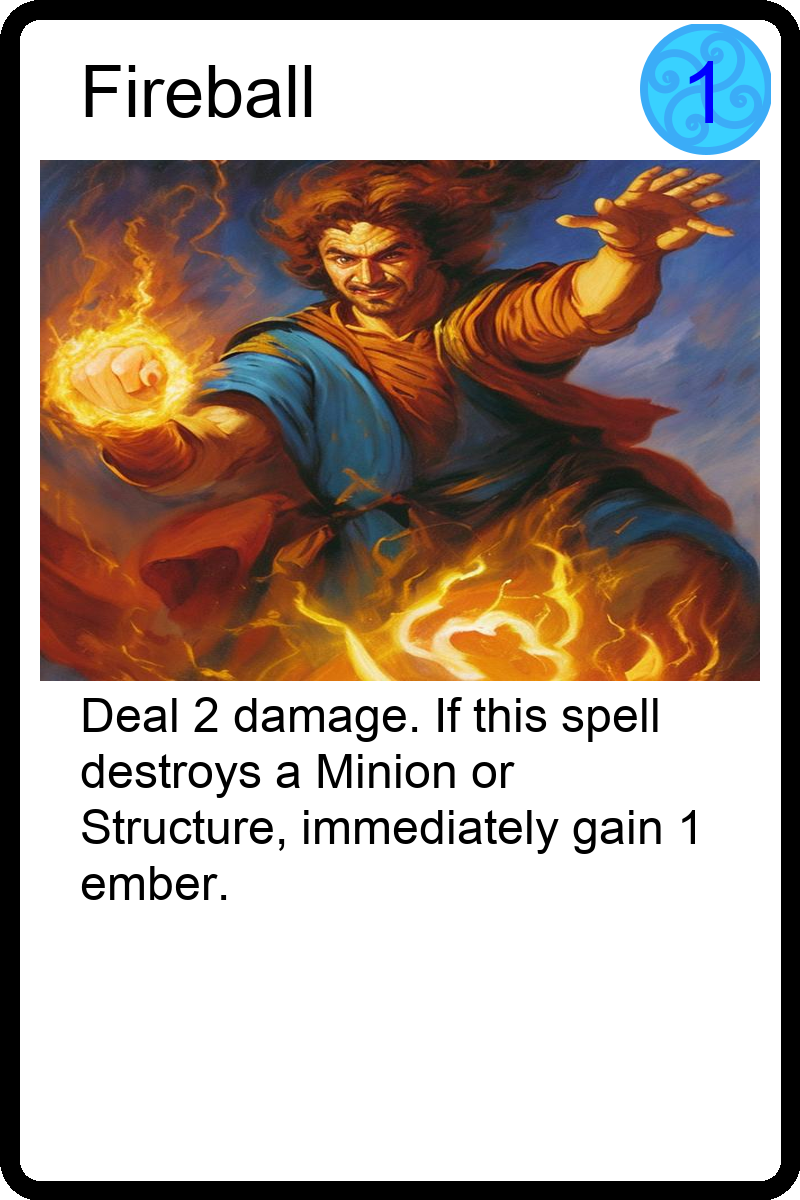 Fireball
1
Deal 2 damage. If this spell
destroys a Minion or
Structure, immediately gain 1
ember.